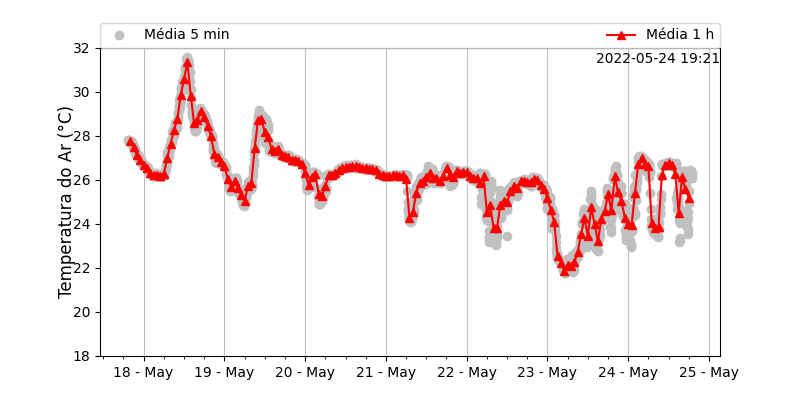 Média 5 min
Média 1 h
2022-05-24 19:21
Temperatura do Ar (°C)
32
30
28
26
24
22
20
18
18 - May
19 - May
20 - May
21 - May
22 - May
23 - May
24 - May
25 - May